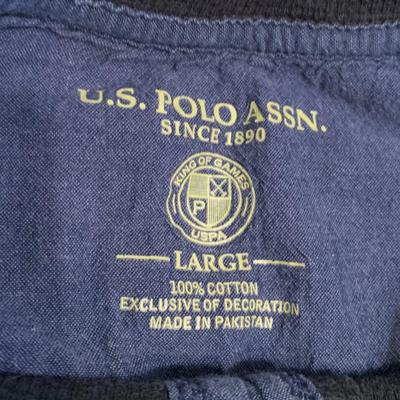 U.S. POLO ASSN.
SINCE 1890
KING OF GAMES
P
USPA
LARGE
100% COTTON
EXCLUSIVE OF DECORATION
MADE IN PAKISTAN